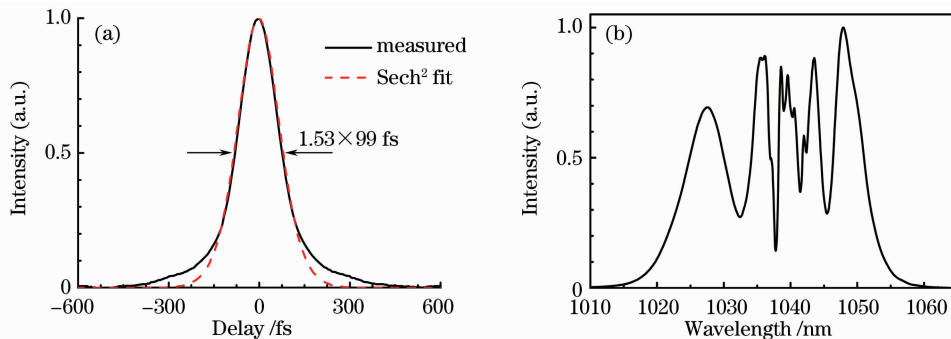 (a)
measured
Sech² fit
1.53×99 fs
Intensity (a.u.)
1.0
0.5
0
−600
−300
0
300
600
Delay /fs
(b)
Intensity (a.u.)
1.0
0.5
0
1010
1020
1030
1040
1050
1060
Wavelength /nm